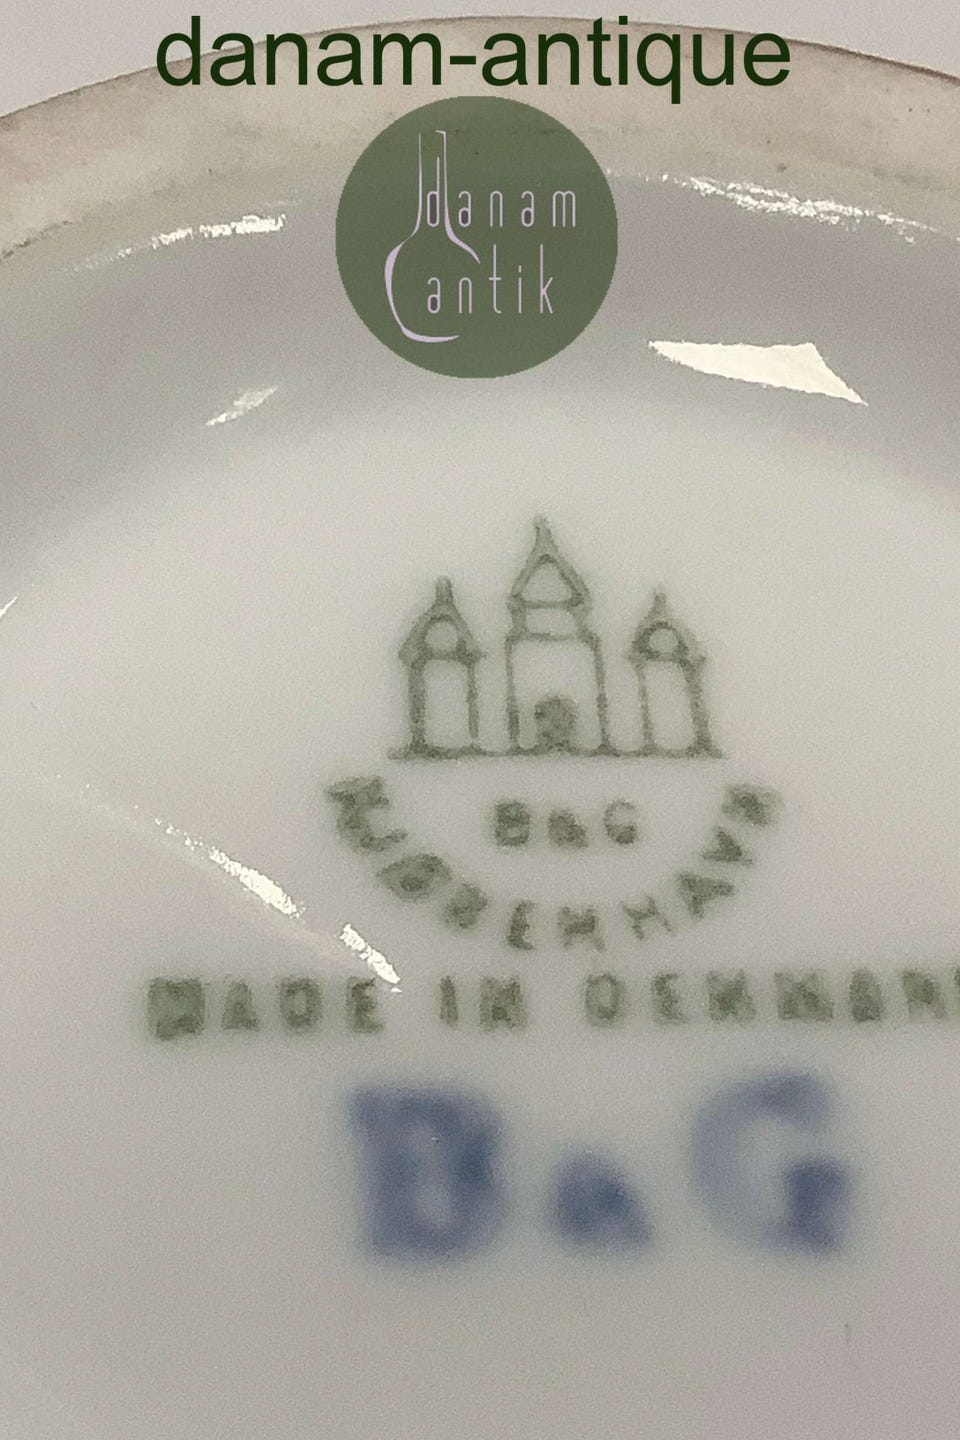 danam-antique
danam
antik
B&G
KJØBENHAVN
MADE IN DENMARK
B&G